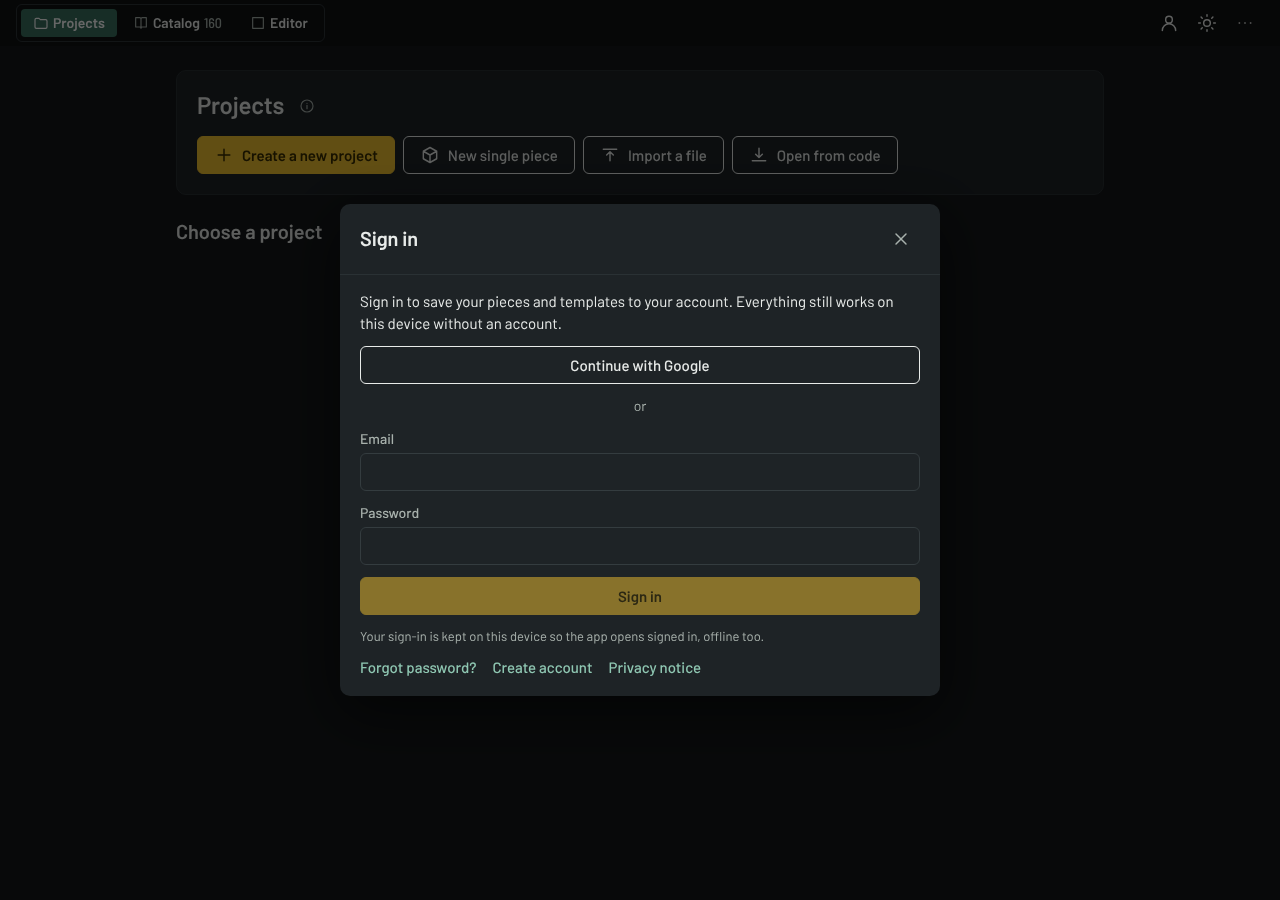 Projects
Catalog 160
Editor
Projects
Create a new project
New single piece
Import a file
Open from code
Choose a project
Sign in
Sign in to save your pieces and templates to your account. Everything still works on
this device without an account.
Continue with Google
or
Email
Password
Sign in
Your sign-in is kept on this device so the app opens signed in, offline too.
Forgot password?
Create account
Privacy notice